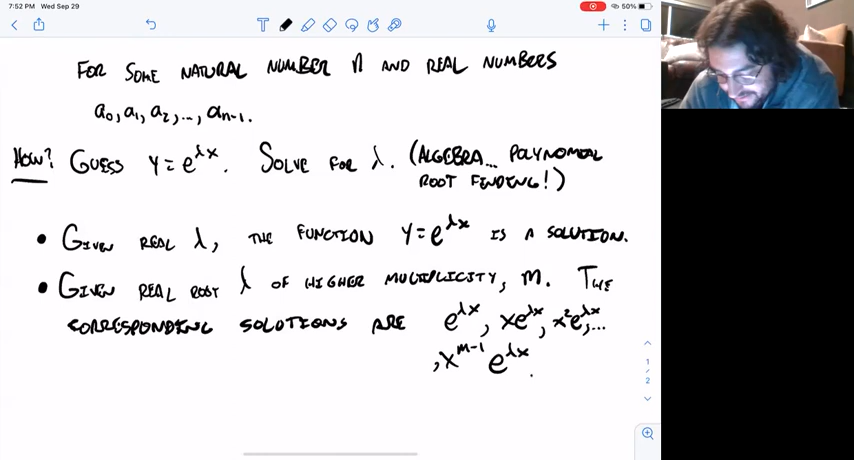 7:52 PM Wed Sep 29
50%
FOR SOME NATURAL NUMBER n AND REAL NUMBERS
a₀, a₁, a₂, ..., aₙ₋₁.
HOW? GUESS y = e^λx. SOLVE FOR λ. (ALGEBRA... POLYNOMIAL
ROOT FINDING!)
• GIVEN REAL λ, THE FUNCTION y = e^λx IS A SOLUTION.
• GIVEN REAL ROOT λ OF HIGHER MULTIPLICITY, m. THE
CORRESPONDING SOLUTIONS ARE e^λx, xe^λx, x²e^λx, ...
, x^m-1 e^λx.
1
/
2